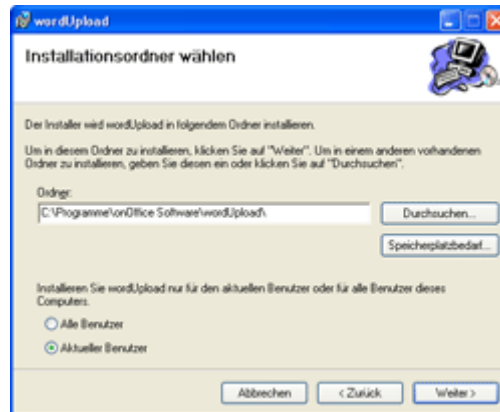 wordUpload
Installationsordner wählen
Der Installer wird wordUpload in folgendem Ordner installieren.
Um in diesem Ordner zu installieren, klicken Sie auf "Weiter". Um in einem anderen vorhandenen
Ordner zu installieren, geben Sie diesen ein oder klicken Sie auf "Durchsuchen".
Ordner:
C:\Programme\onOffice Software\wordUpload\
Durchsuchen...
Speicherplatzbedarf...
Installieren Sie wordUpload nur für den aktuellen Benutzer oder für alle Benutzer dieses
Computers.
Alle Benutzer
Aktueller Benutzer
Abbrechen
< Zurück
Weiter >